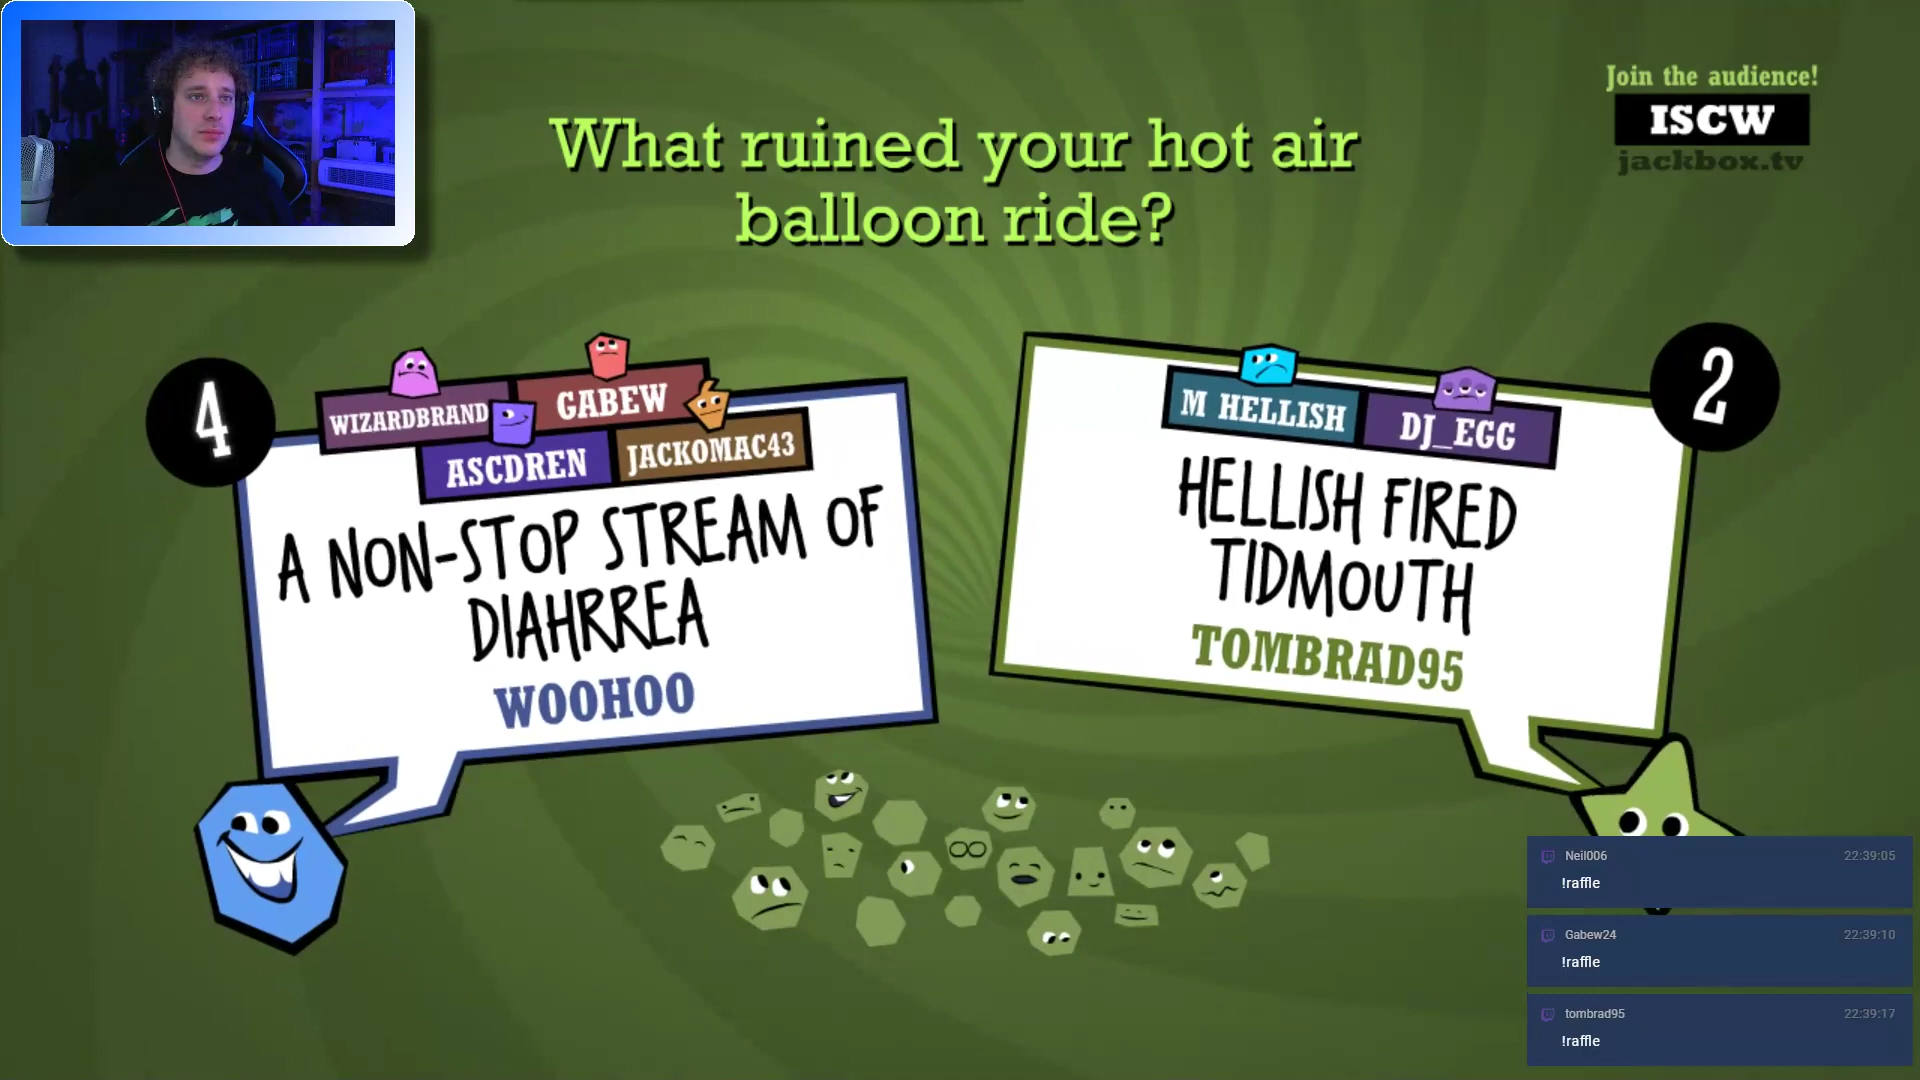 Join the audience!
ISCW
jackbox.tv
What ruined your hot air
balloon ride?
4
WIZARDBRAND
GABEW
ASCDREN
JACKOMAC43
A NON-STOP STREAM OF
DIAHRREA
WOOHOO
2
M HELLISH
DJ_EGG
HELLISH FIRED
TIDMOUTH
TOMBRAD95
Neil006 22:39:05
!raffle
Gabew24 22:39:10
!raffle
tombrad95 22:39:17
!raffle